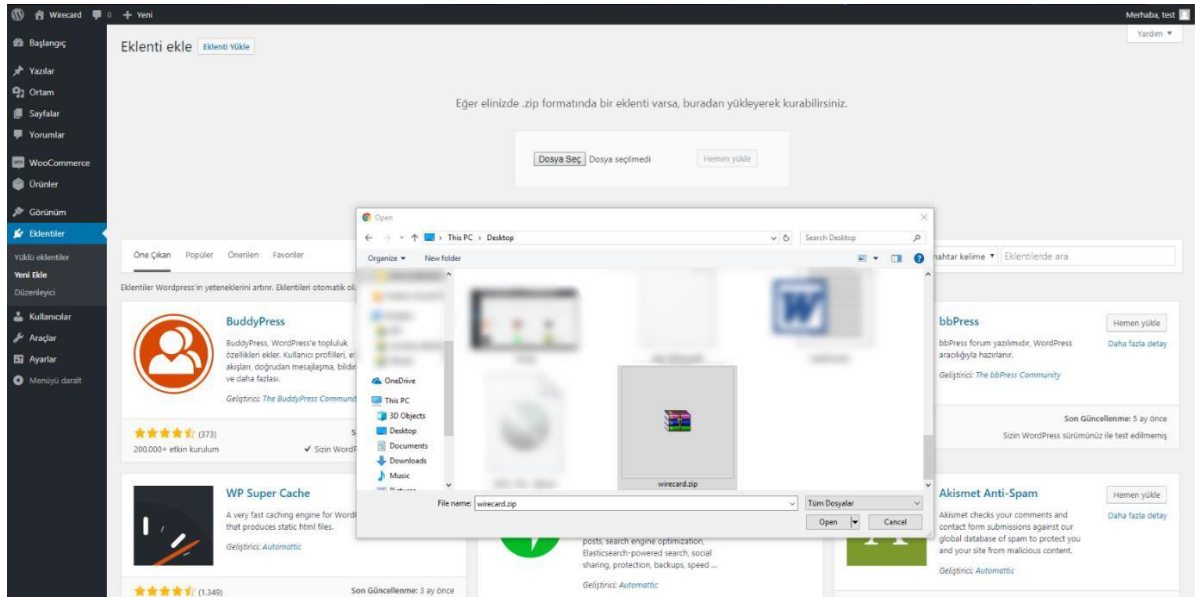 Wirecard 0 + Yeni
Merhaba, test
Yardım ▼
Başlangıç
Yazılar
Ortam
Sayfalar
Yorumlar
WooCommerce
Ürünler
Görünüm
Eklentiler
Yüklü eklentiler
Yeni Ekle
Düzenleyici
Kullanıcılar
Araçlar
Ayarlar
Menüyü daralt
Eklenti ekle Eklenti Yükle
Eğer elinizde .zip formatında bir eklenti varsa, buradan yükleyerek kurabilirsiniz.
Dosya Seç Dosya seçilmedi Hemen yükle
Öne Çıkan Popüler Önerilen Favoriler
nahtar kelime ▼ Eklentilerde ara
Eklentiler Wordpress'in yeteneklerini artırır. Eklentileri otomatik ol
BuddyPress
BuddyPress, WordPress'e topluluk
özellikleri ekler. Kullanıcı profilleri, e
akışları, doğrudan mesajlaşma, bildir
ve daha fazlası.
Geliştirici: The BuddyPress Communit
(373)
200.000+ etkin kurulum
✔ Sizin WordP
WP Super Cache
A very fast caching engine for Word
that produces static html files.
Geliştirici: Automattic
(1.349)
Son Güncellenme: 3 ay önce
Open
This PC › Desktop
Search Desktop
Organize ▼ New folder
OneDrive
This PC
3D Objects
Desktop
Documents
Downloads
Music
wirecard.zip
File name: wirecard.zip
Tüm Dosyalar
Open Cancel
posts, search engine optimization,
Elasticsearch-powered search, social
sharing, protection, backups, speed ...
Geliştirici: Automattic
bbPress
Hemen yükle
bbPress forum yazılımıdır, WordPress
aracılığıyla hazırlanır.
Daha fazla detay
Geliştirici: The bbPress Community
Son Güncellenme: 5 ay önce
Sizin WordPress sürümünüz ile test edilmemiş
Akismet Anti-Spam
Hemen yükle
Akismet checks your comments and
contact form submissions against our
global database of spam to protect you
and your site from malicious content.
Daha fazla detay
Geliştirici: Automattic